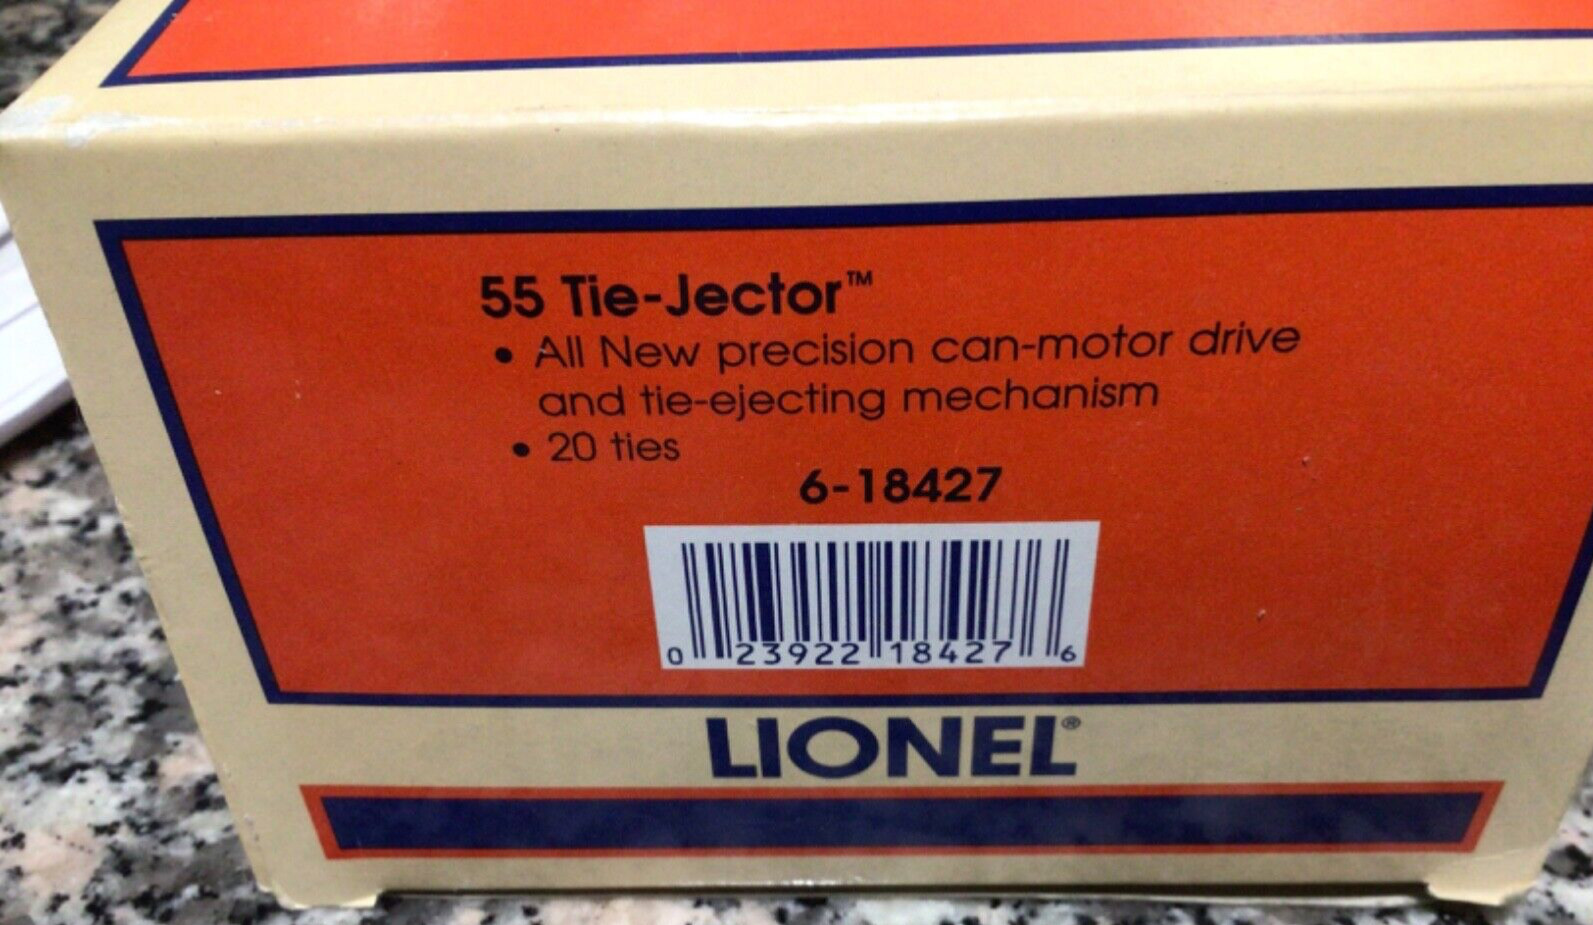 55 Tie-Jector™
• All New precision can-motor drive
and tie-ejecting mechanism
• 20 ties
6-18427
0 23922 18427 6
LIONEL®